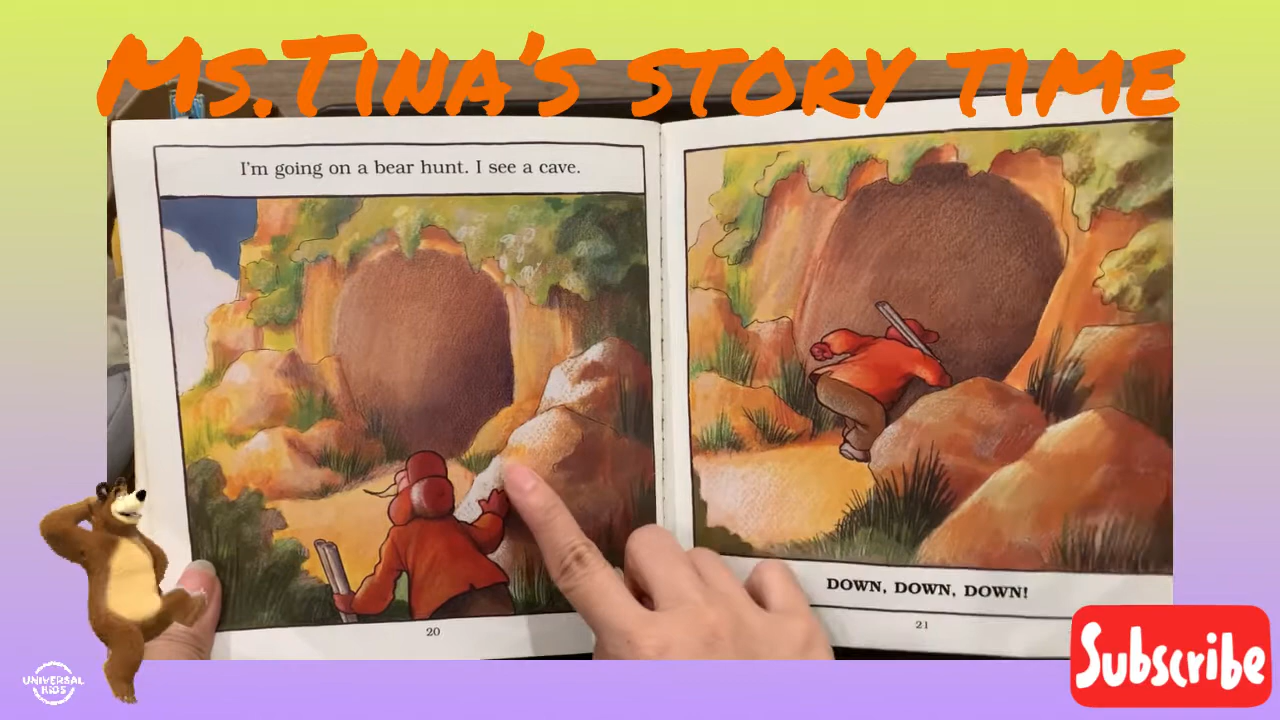 Ms. Tina's story time
I'm going on a bear hunt. I see a cave.
20
DOWN, DOWN, DOWN!
21
UNIVERSAL
KIDS
Subscribe